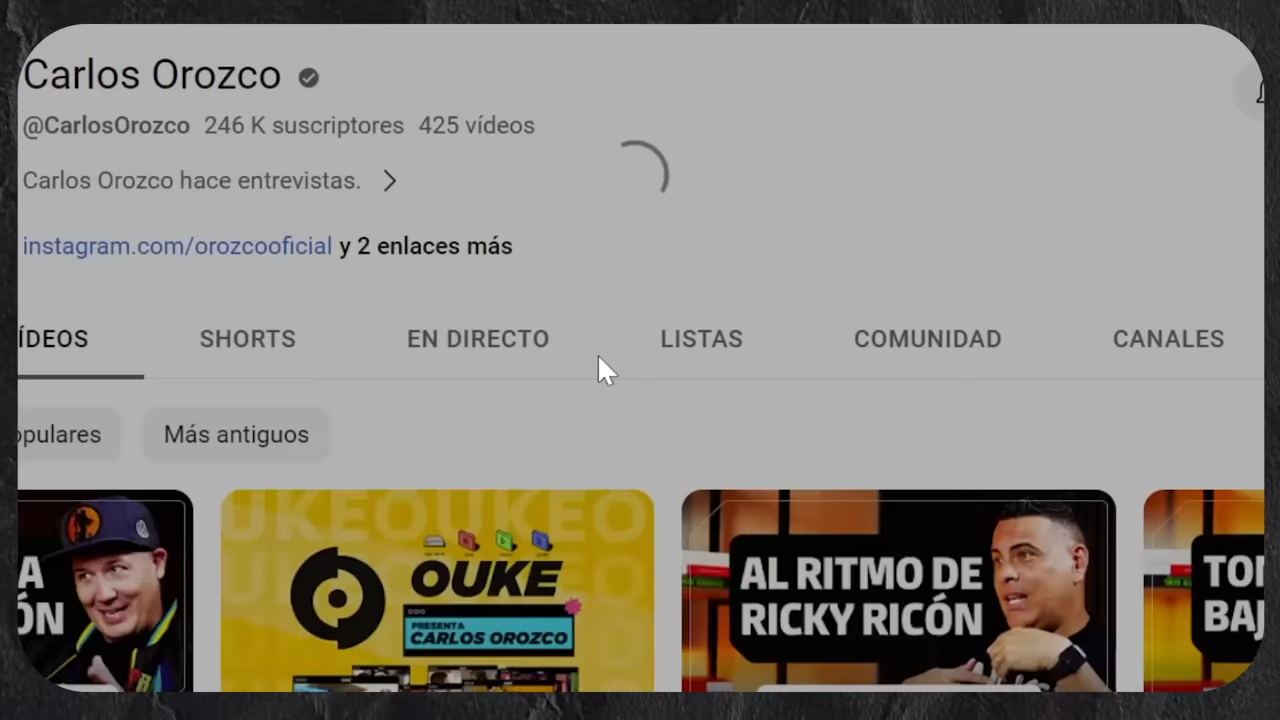 Carlos Orozco
@CarlosOrozco 246 K suscriptores 425 vídeos
Carlos Orozco hace entrevistas.
instagram.com/orozcooficial y 2 enlaces más
ÍDEOS SHORTS EN DIRECTO LISTAS COMUNIDAD CANALES
opulares Más antiguos
A
ÓN
UKEOUKEO
OUKE
PRESENTA
CARLOS OROZCO
AL RITMO DE
RICKY RICÓN
TO
BAJ